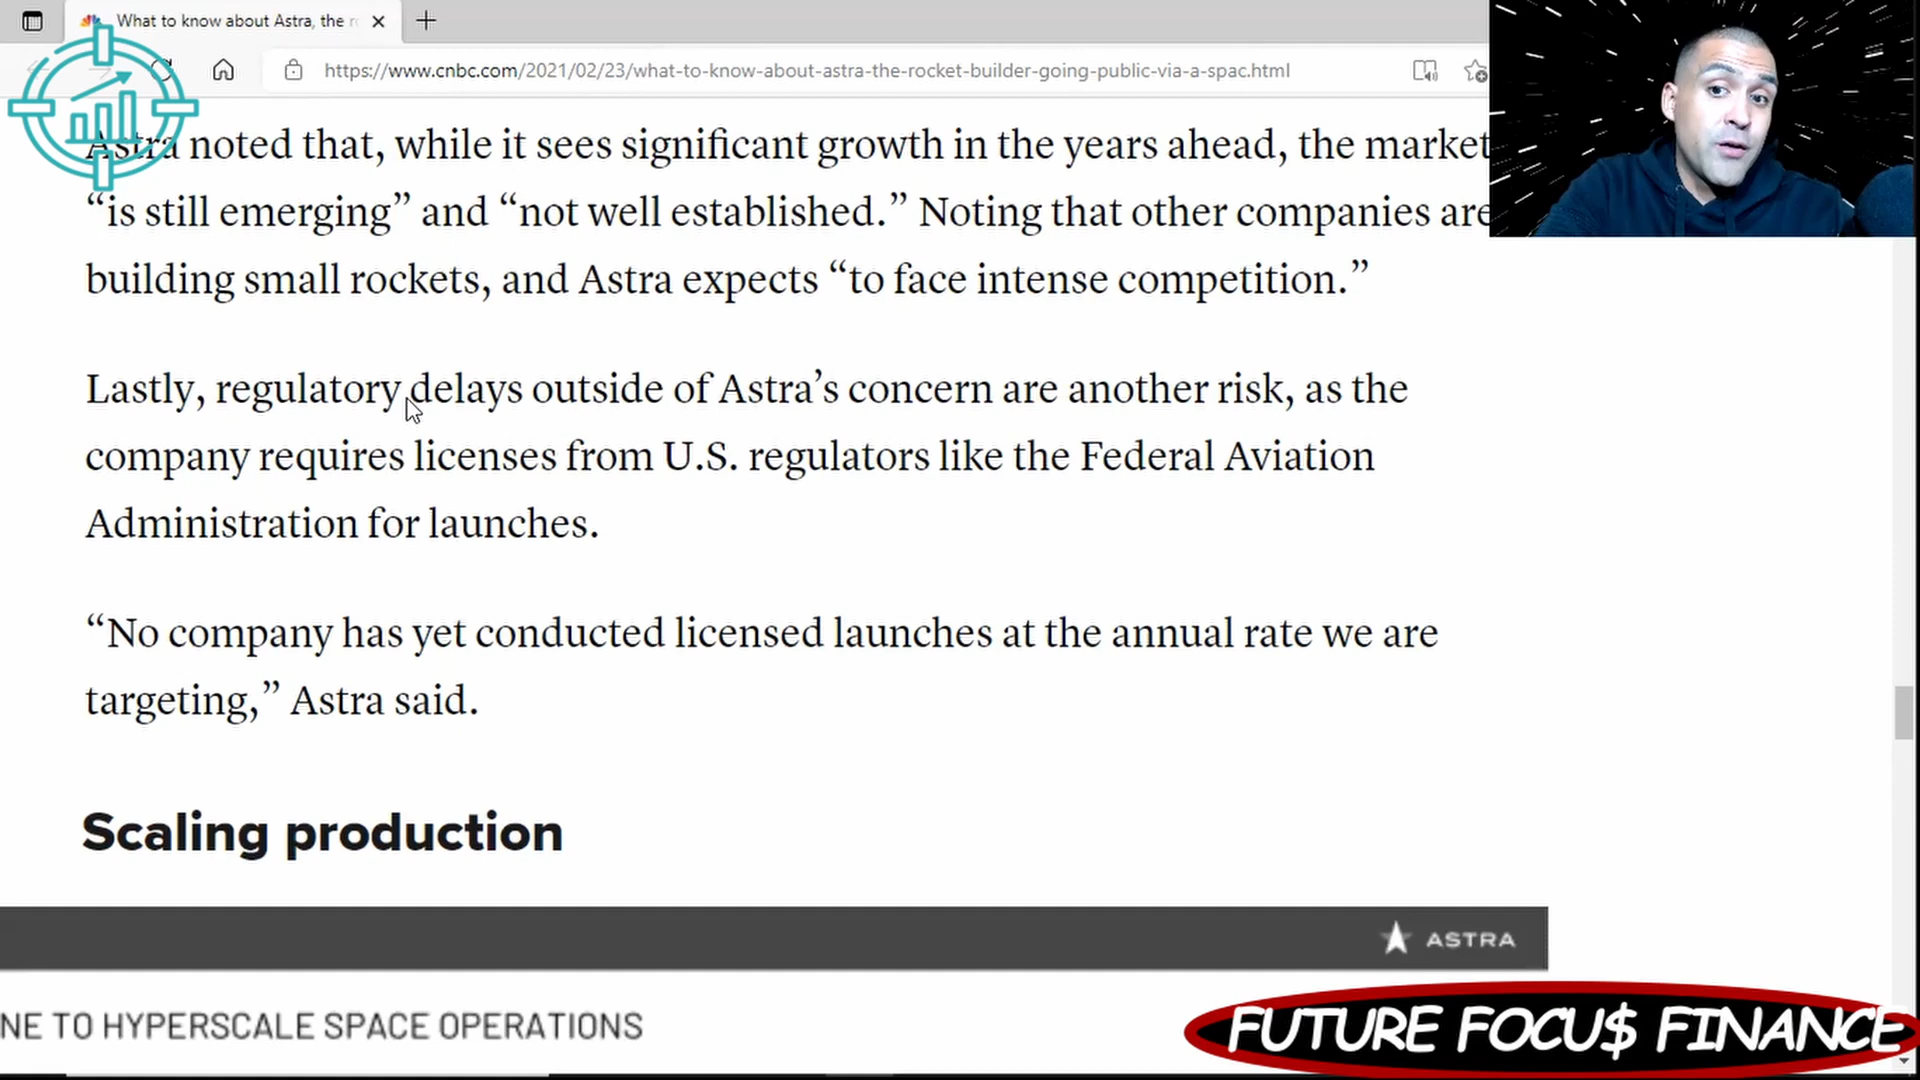 What to know about Astra, the r
https://www.cnbc.com/2021/02/23/what-to-know-about-astra-the-rocket-builder-going-public-via-a-spac.html
Astra noted that, while it sees significant growth in the years ahead, the market
“is still emerging” and “not well established.” Noting that other companies are
building small rockets, and Astra expects “to face intense competition.”
Lastly, regulatory delays outside of Astra’s concern are another risk, as the
company requires licenses from U.S. regulators like the Federal Aviation
Administration for launches.
“No company has yet conducted licensed launches at the annual rate we are
targeting,” Astra said.
Scaling production
ASTRA
NE TO HYPERSCALE SPACE OPERATIONS
FUTURE FOCU$ FINANCE